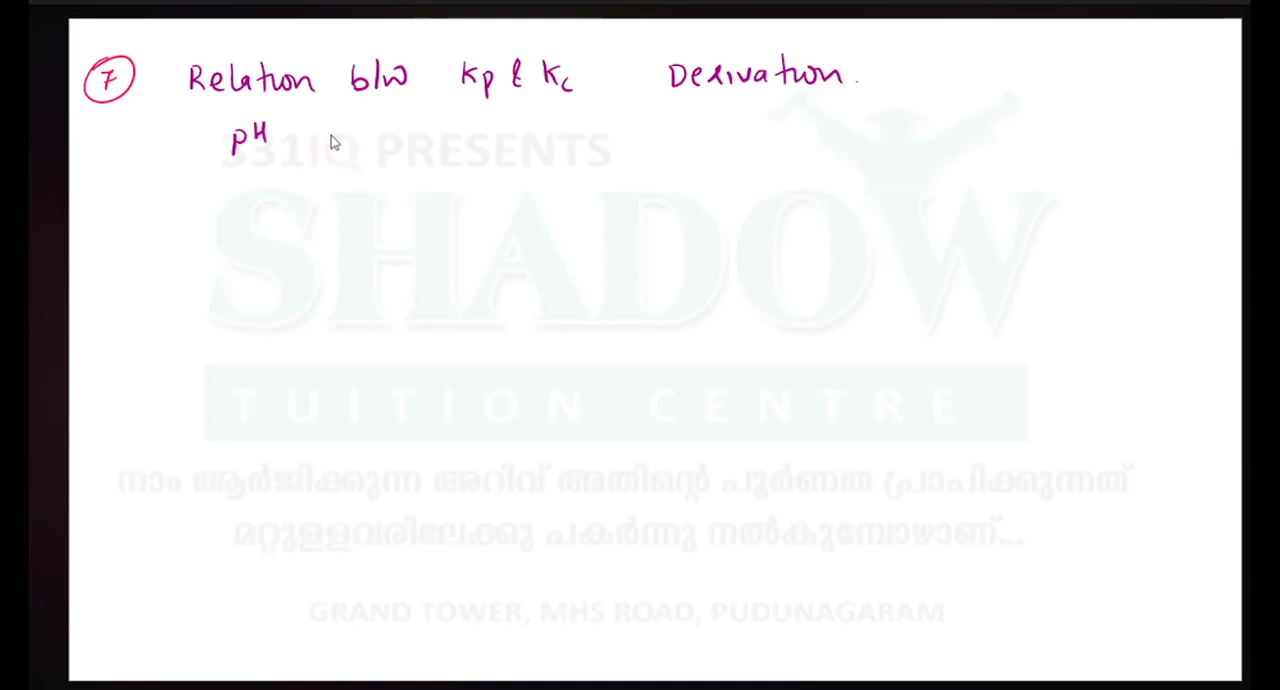 7 Relation b/w Kp & Kc Derivation.
pH
331IQ PRESENTS
SHADOW
TUITION CENTRE
നാം ആർജിക്കുന്ന അറിവ് അതിന്റെ പൂർണത പ്രാപിക്കുന്നത്
മറ്റുള്ളവരിലേക്കു പകർന്നു നൽകുമ്പോഴാണ്...
GRAND TOWER, MHS ROAD, PUDUNAGARAM